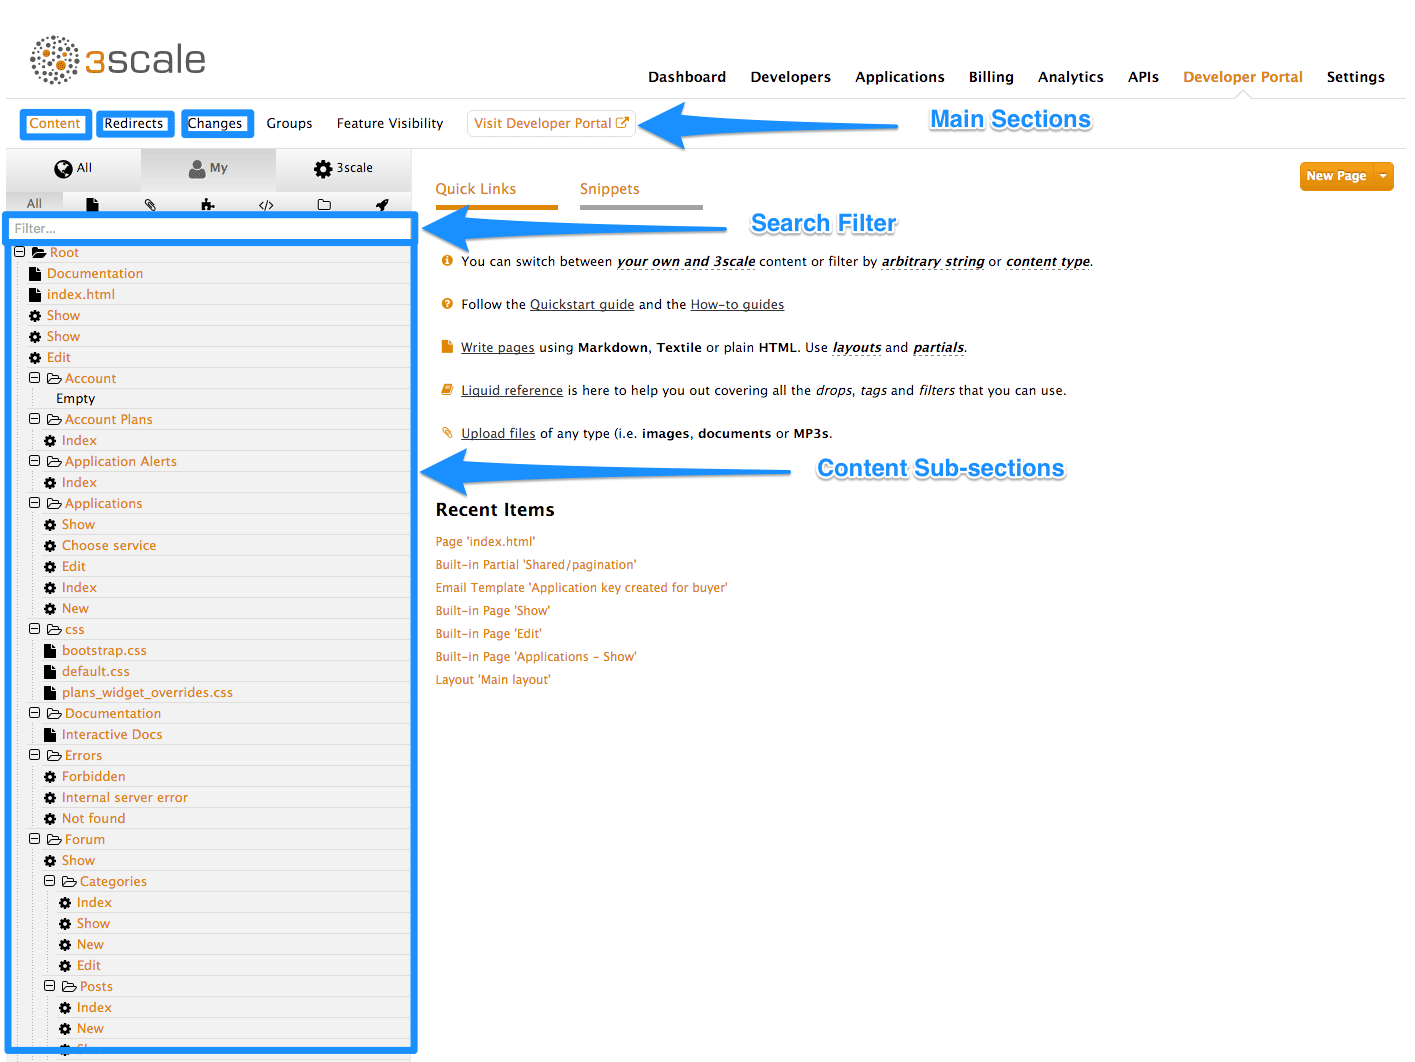 3scale
Dashboard Developers Applications Billing Analytics APIs Developer Portal Settings
Content Redirects Changes Groups Feature Visibility Visit Developer Portal Main Sections
All My 3scale
New Page
Quick Links Snippets
All </>
Filter... Search Filter
Root
You can switch between your own and 3scale content or filter by arbitrary string or content type.
Documentation
index.html
Follow the Quickstart guide and the How-to guides
Show
Show
Write pages using Markdown, Textile or plain HTML. Use layouts and partials.
Edit
Account
Liquid reference is here to help you out covering all the drops, tags and filters that you can use.
Empty
Account Plans
Upload files of any type (i.e. images, documents or MP3s.
Index
Application Alerts
Content Sub-sections
Index
Applications
Recent Items
Show
Page 'index.html'
Choose service
Built-in Partial 'Shared/pagination'
Edit
Email Template 'Application key created for buyer'
Index
Built-in Page 'Show'
New
Built-in Page 'Edit'
css
Built-in Page 'Applications - Show'
bootstrap.css
default.css
Layout 'Main layout'
plans_widget_overrides.css
Documentation
Interactive Docs
Errors
Forbidden
Internal server error
Not found
Forum
Show
Categories
Index
Show
New
Edit
Posts
Index
New